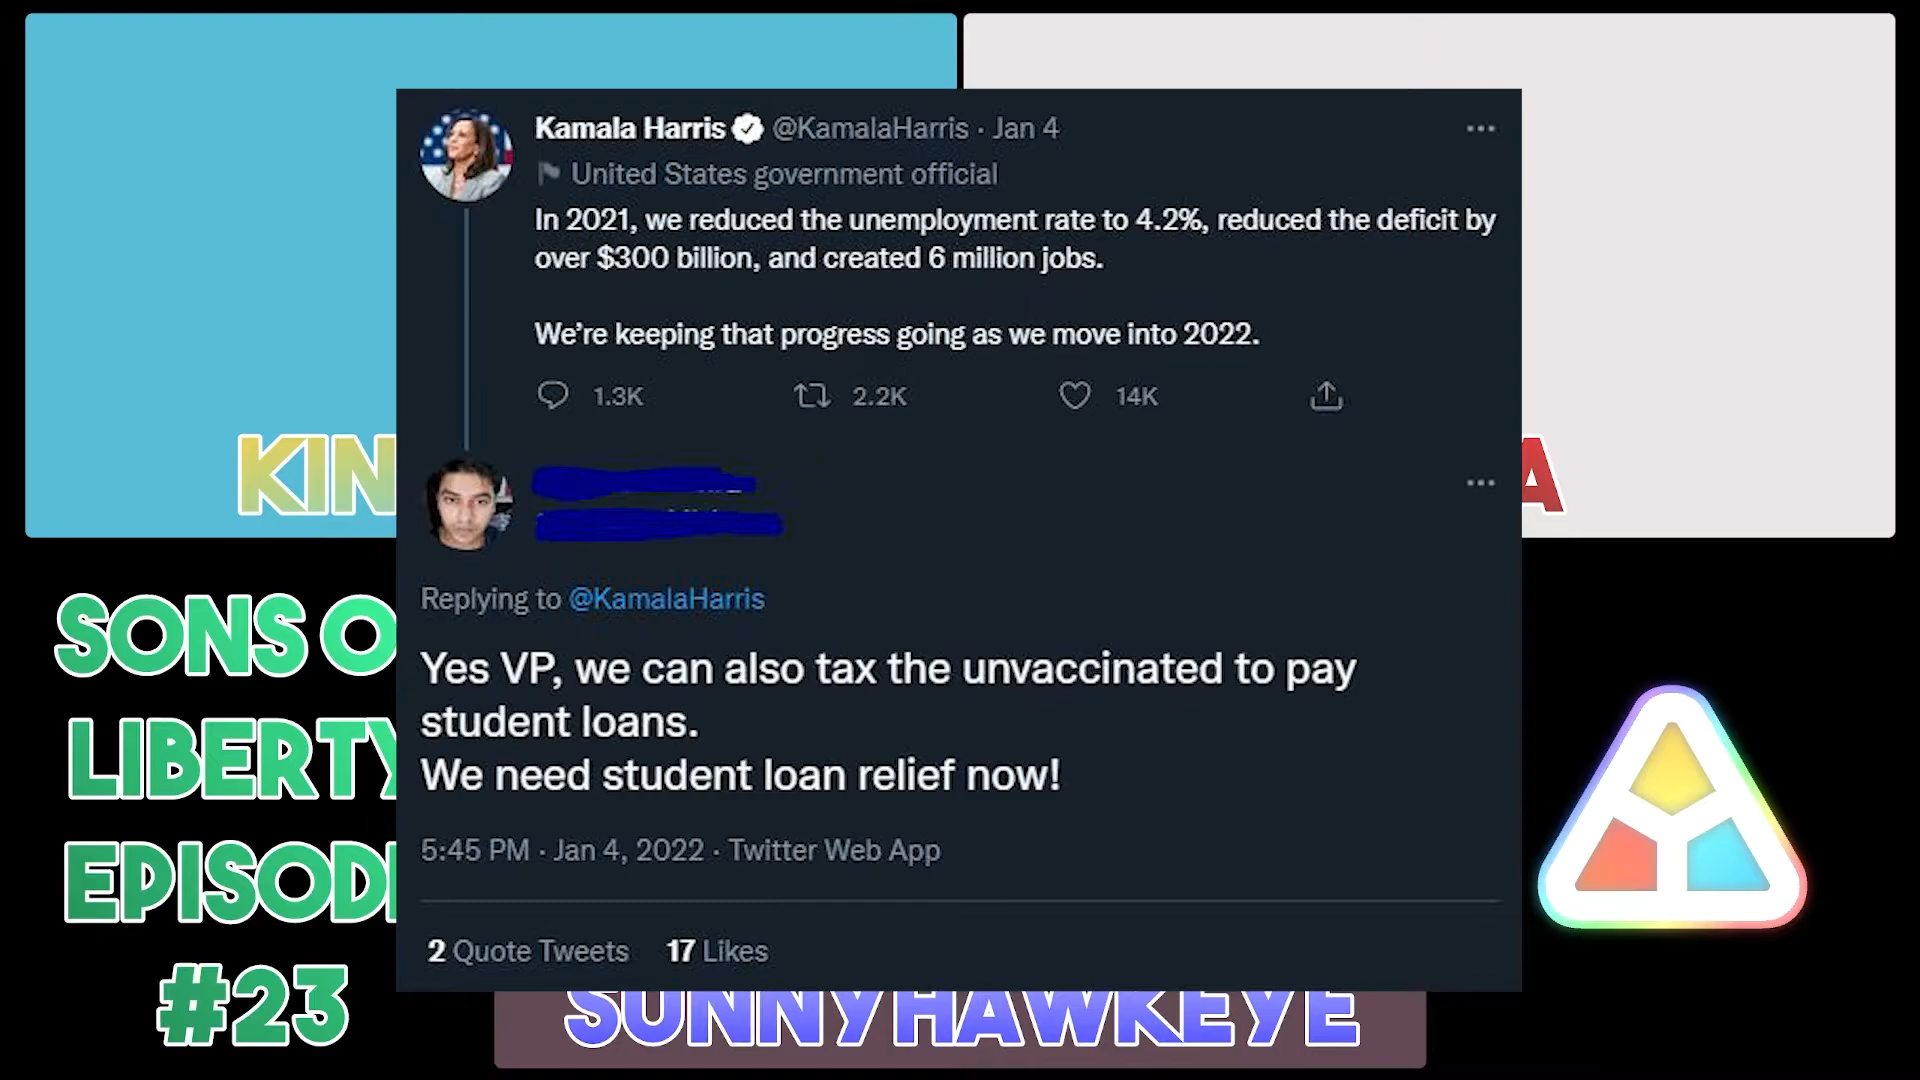 Kamala Harris @KamalaHarris · Jan 4
United States government official
In 2021, we reduced the unemployment rate to 4.2%, reduced the deficit by
over $300 billion, and created 6 million jobs.
We're keeping that progress going as we move into 2022.
1.3K 2.2K 14K
Replying to @KamalaHarris
Yes VP, we can also tax the unvaccinated to pay
student loans.
We need student loan relief now!
5:45 PM · Jan 4, 2022 · Twitter Web App
2 Quote Tweets 17 Likes
KIN
A
SONS O
LIBERTY
EPISOD
#23
SUNNYHAWKEYE